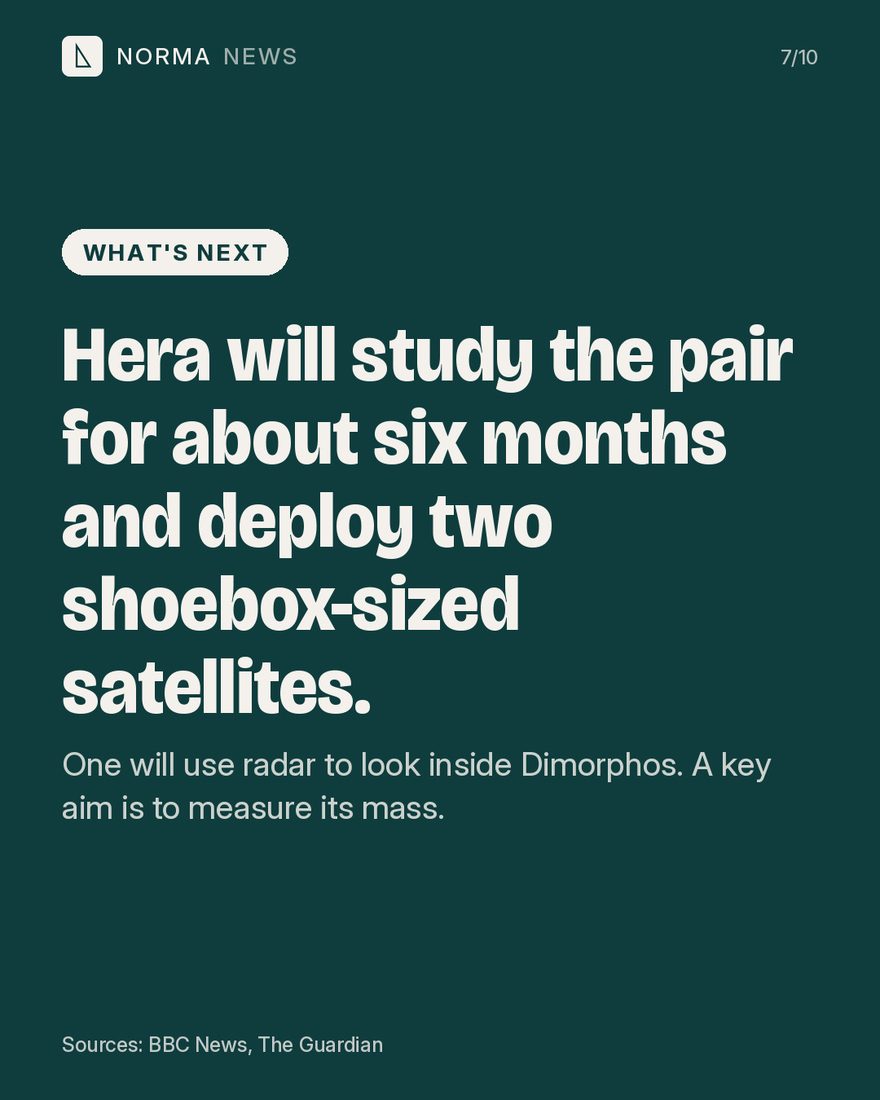 NORMA NEWS
7/10
WHAT'S NEXT
Hera will study the pair
for about six months
and deploy two
shoebox-sized
satellites.
One will use radar to look inside Dimorphos. A key
aim is to measure its mass.
Sources: BBC News, The Guardian